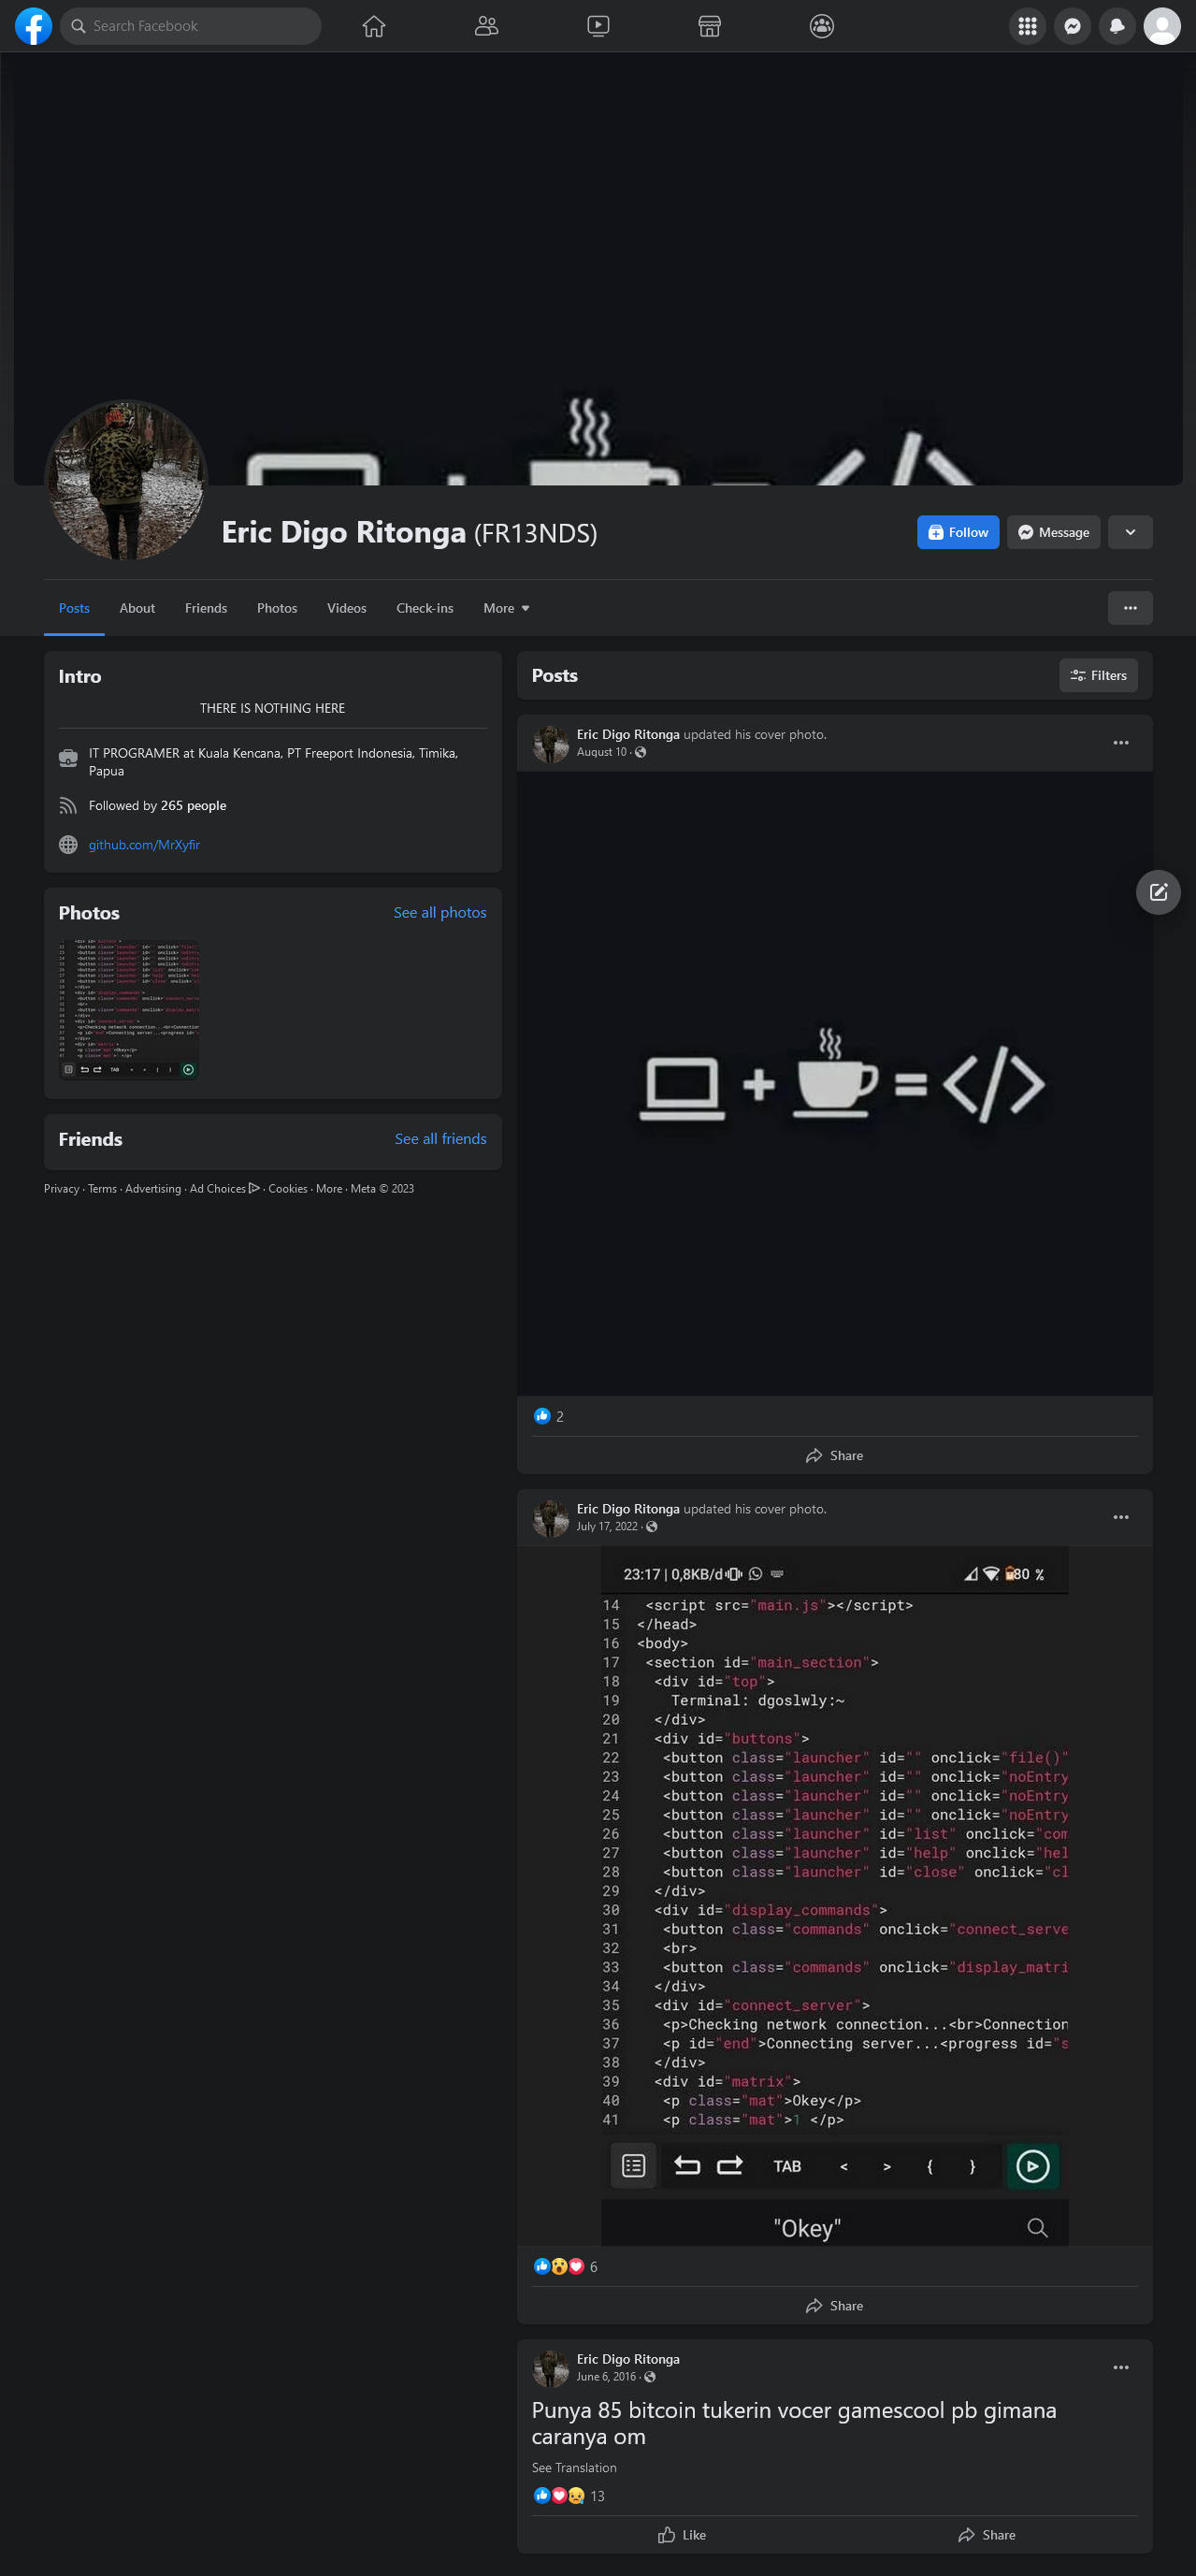 Search Facebook
Eric Digo Ritonga (FR13NDS)
Follow
Message
Posts
About
Friends
Photos
Videos
Check-ins
More
Intro
THERE IS NOTHING HERE
IT PROGRAMER at Kuala Kencana, PT Freeport Indonesia, Timika,
Papua
Followed by 265 people
github.com/MrXyfir
Photos
See all photos
Friends
See all friends
Privacy · Terms · Advertising · Ad Choices · Cookies · More · Meta © 2023
Posts
Filters
Eric Digo Ritonga updated his cover photo.
August 10 ·
+ = </>
2
Share
Eric Digo Ritonga updated his cover photo.
July 17, 2022 ·
23:17 | 0,8KB/d 80 %
14 <script src="main.js"></script>
15 </head>
16 <body>
17 <section id="main_section">
18 <div id="top">
19 Terminal: dgoslwly:~
20 </div>
21 <div id="buttons">
22 <button class="launcher" id="" onclick="file()"
23 <button class="launcher" id="" onclick="noEntry
24 <button class="launcher" id="" onclick="noEntry
25 <button class="launcher" id="" onclick="noEntry
26 <button class="launcher" id="list" onclick="com
27 <button class="launcher" id="help" onclick="hel
28 <button class="launcher" id="close" onclick="cl
29 </div>
30 <div id="display_commands">
31 <button class="commands" onclick="connect_serve
32 <br>
33 <button class="commands" onclick="display_matri
34 </div>
35 <div id="connect_server">
36 <p>Checking network connection...<br>Connection
37 <p id="end">Connecting server...<progress id="s
38 </div>
39 <div id="matrix">
40 <p class="mat">Okey</p>
41 <p class="mat">1 </p>
TAB < > { }
"Okey"
6
Share
Eric Digo Ritonga
June 6, 2016 ·
Punya 85 bitcoin tukerin vocer gamescool pb gimana
caranya om
See Translation
13
Like
Share